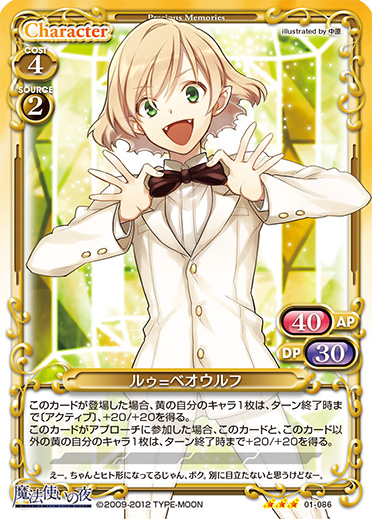 Precious Memories
Character
illustrated by 中原
COST
4
SOURCE
2
40 AP
DP 30
ルゥ=ベオウルフ
このカードが登場した場合、黄の自分のキャラ1枚は、ターン終了時ま
で〔アクティブ〕、+20/+20を得る。
このカードがアプローチに参加した場合、このカードと、このカード以
外の黄の自分のキャラ1枚は、ターン終了時まで+20/+20を得る。
えー。ちゃんとヒト形になってるじゃん、ボク。別に目立たないと思うけどなー。
魔法使いの夜
©2009-2012 TYPE-MOON
★★★ 01-086